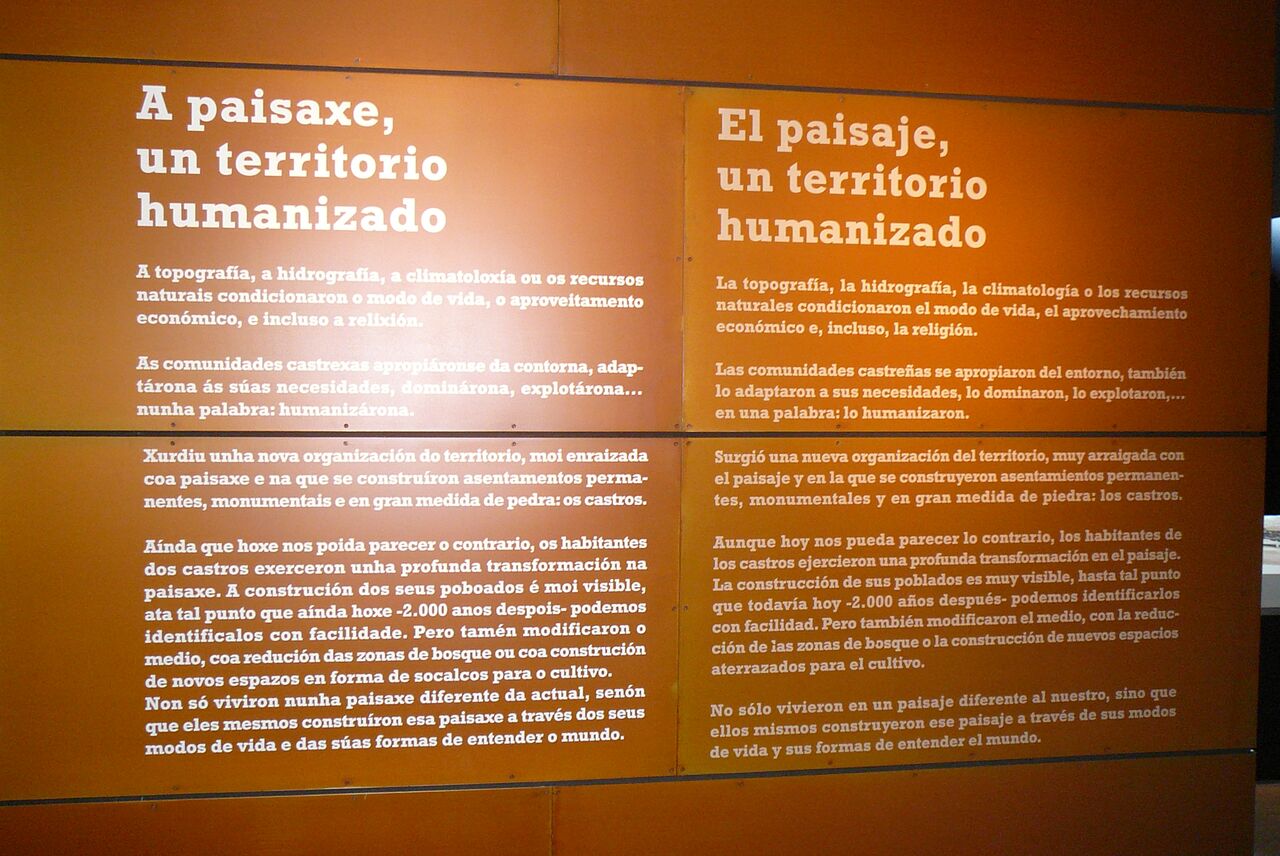 A paisaxe,
un territorio
humanizado
A topografía, a hidrografía, a climatoloxía ou os recursos
naturais condicionaron o modo de vida, o aproveitamento
económico, e incluso a relixión.
As comunidades castrexas apropiáronse da contorna, adap-
tárona ás súas necesidades, dominárona, explotárona...
nunha palabra: humanizárona.
Xurdiu unha nova organización do territorio, moi enraizada
coa paisaxe e na que se construíron asentamentos perma-
nentes, monumentais e en gran medida de pedra: os castros.
Aínda que hoxe nos poida parecer o contrario, os habitantes
dos castros exerceron unha profunda transformación na
paisaxe. A construción dos seus poboados é moi visible,
ata tal punto que aínda hoxe -2.000 anos despois- podemos
identificalos con facilidade. Pero tamén modificaron o
medio, coa redución das zonas de bosque ou coa construción
de novos espazos en forma de socalcos para o cultivo.
Non só viviron nunha paisaxe diferente da actual, senón
que eles mesmos construíron esa paisaxe a través dos seus
modos de vida e das súas formas de entender o mundo.
El paisaje,
un territorio
humanizado
La topografía, la hidrografía, la climatología o los recursos
naturales condicionaron el modo de vida, el aprovechamiento
económico e, incluso, la religión.
Las comunidades castreñas se apropiaron del entorno, también
lo adaptaron a sus necesidades, lo dominaron, lo explotaron,...
en una palabra: lo humanizaron.
Surgió una nueva organización del territorio, muy arraigada con
el paisaje y en la que se construyeron asentamientos permanen-
tes, monumentales y en gran medida de piedra: los castros.
Aunque hoy nos pueda parecer lo contrario, los habitantes de
los castros ejercieron una profunda transformación en el paisaje.
La construcción de sus poblados es muy visible, hasta tal punto
que todavía hoy -2.000 años después- podemos identificarlos
con facilidad. Pero también modificaron el medio, con la reduc-
ción de las zonas de bosque o la construcción de nuevos espacios
aterrazados para el cultivo.
No sólo vivieron en un paisaje diferente al nuestro, sino que
ellos mismos construyeron ese paisaje a través de sus modos
de vida y sus formas de entender el mundo.